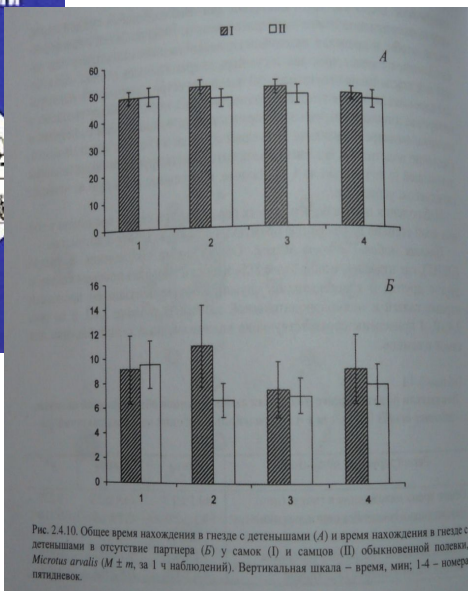 I II
А
60
50
40
30
20
10
0
1 2 3 4
Б
16
14
12
10
8
6
4
2
0
1 2 3 4
Рис. 2.4.10. Общее время нахождения в гнезде с детенышами (А) и время нахождения в гнезде с
детенышами в отсутствие партнера (Б) у самок (I) и самцов (II) обыкновенной полевки,
Microtus arvalis (M ± m, за 1 ч наблюдений). Вертикальная шкала – время, мин; 1-4 – номера
пятидневок.